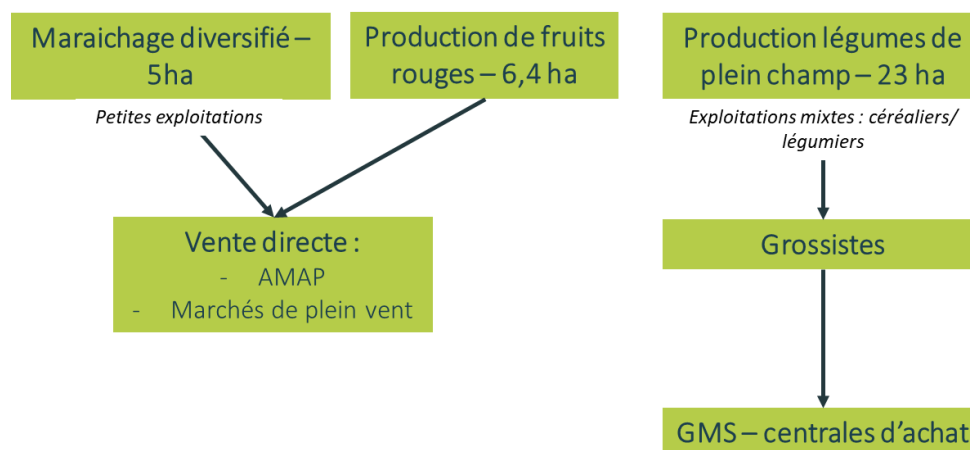 Maraichage diversifié –
5ha
Petites exploitations
Production de fruits
rouges – 6,4 ha
Production légumes de
plein champ – 23 ha
Exploitations mixtes : céréaliers/
légumiers
Vente directe :
- AMAP
- Marchés de plein vent
Grossistes
GMS – centrales d'achat